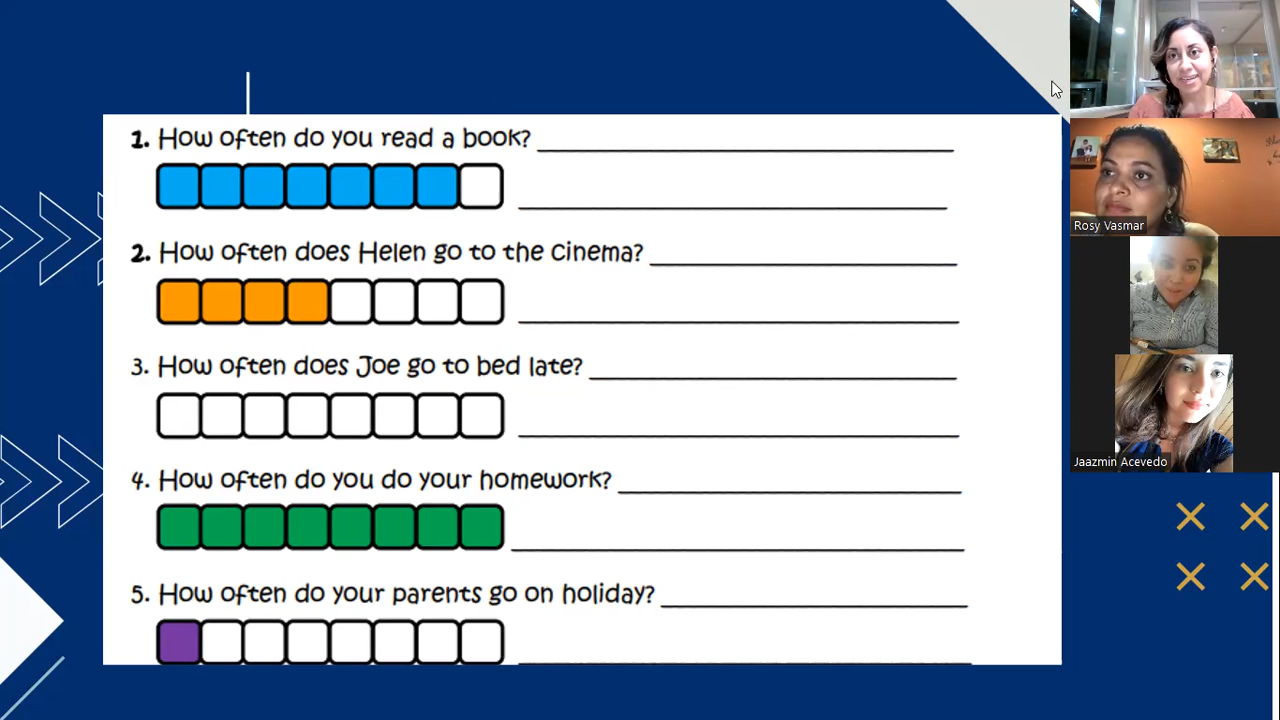 1. How often do you read a book?
2. How often does Helen go to the cinema?
3. How often does Joe go to bed late?
4. How often do you do your homework?
5. How often do your parents go on holiday?
Rosy Vasmar
Jaazmin Acevedo